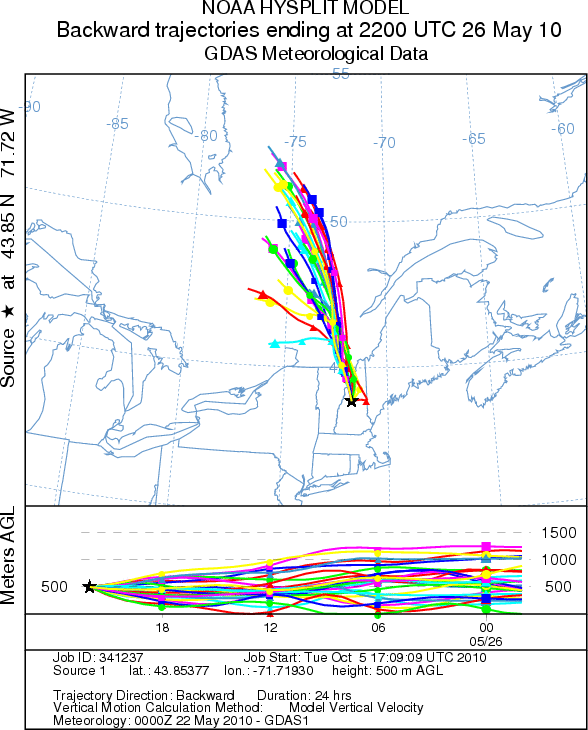 NOAA HYSPLIT MODEL
Backward trajectories ending at 2200 UTC 26 May 10
GDAS Meteorological Data
Source ★ at 43.85 N 71.72 W
55
-90
-85
-80
-75
-70
-65
-60
50
Meters AGL
1500
1000
500
500
18
12
06
00
05/26
Job ID: 341237 Job Start: Tue Oct 5 17:09:09 UTC 2010
Source 1 lat.: 43.85377 lon.: -71.71930 height: 500 m AGL
Trajectory Direction: Backward Duration: 24 hrs
Vertical Motion Calculation Method: Model Vertical Velocity
Meteorology: 0000Z 22 May 2010 - GDAS1